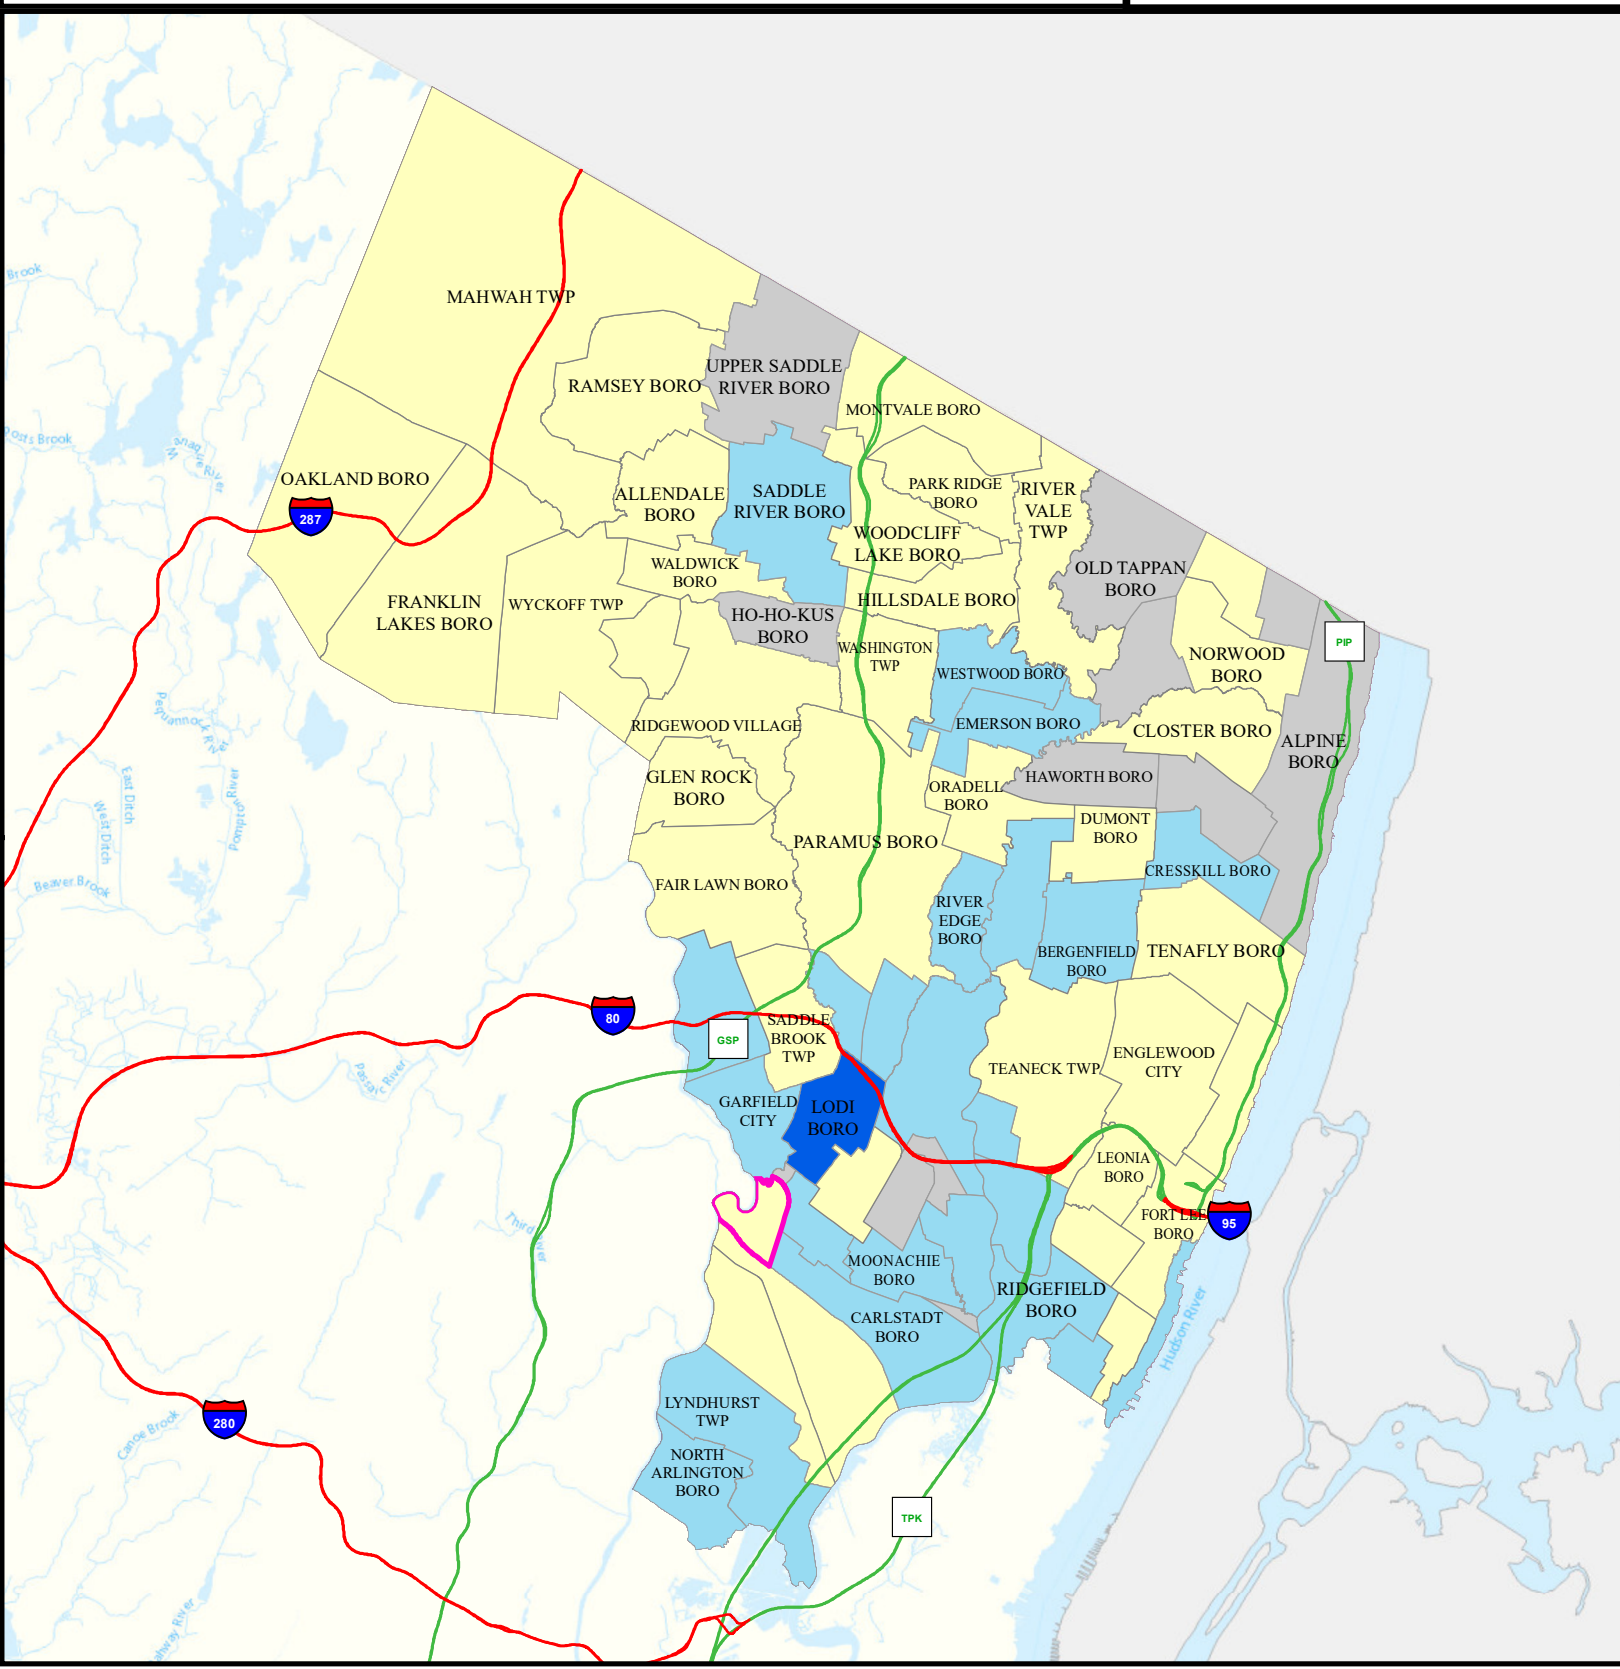 Brook
MAHWAH TWP
UPPER SADDLE
RIVER BORO
RAMSEY BORO
MONTVALE BORO
OAKLAND BORO
287
ALLENDALE
BORO
SADDLE
RIVER BORO
PARK RIDGE
BORO
RIVER
VALE
TWP
WOODCLIFF
LAKE BORO
WALDWICK
BORO
OLD TAPPAN
BORO
FRANKLIN
LAKES BORO
WYCKOFF TWP
HO-HO-KUS
BORO
HILLSDALE BORO
WASHINGTON
TWP
WESTWOOD BORO
NORWOOD
BORO
PIP
RIDGEWOOD VILLAGE
EMERSON BORO
CLOSTER BORO
ALPINE
BORO
GLEN ROCK
BORO
ORADELL
BORO
HAWORTH BORO
East Ditch
West Ditch
Pompton River
Beaver Brook
PARAMUS BORO
DUMONT
BORO
FAIR LAWN BORO
CRESSKILL BORO
RIVER
EDGE
BORO
BERGENFIELD
BORO
TENAFLY BORO
80
GSP
SADDLE
BROOK
TWP
Passaic River
TEANECK TWP
ENGLEWOOD
CITY
GARFIELD
CITY
LODI
BORO
LEONIA
BORO
Third River
FORT LEE
BORO
95
MOONACHIE
BORO
RIDGEFIELD
BORO
CARLSTADT
BORO
Hudson River
280
Canoe Brook
LYNDHURST
TWP
NORTH
ARLINGTON
BORO
TPK